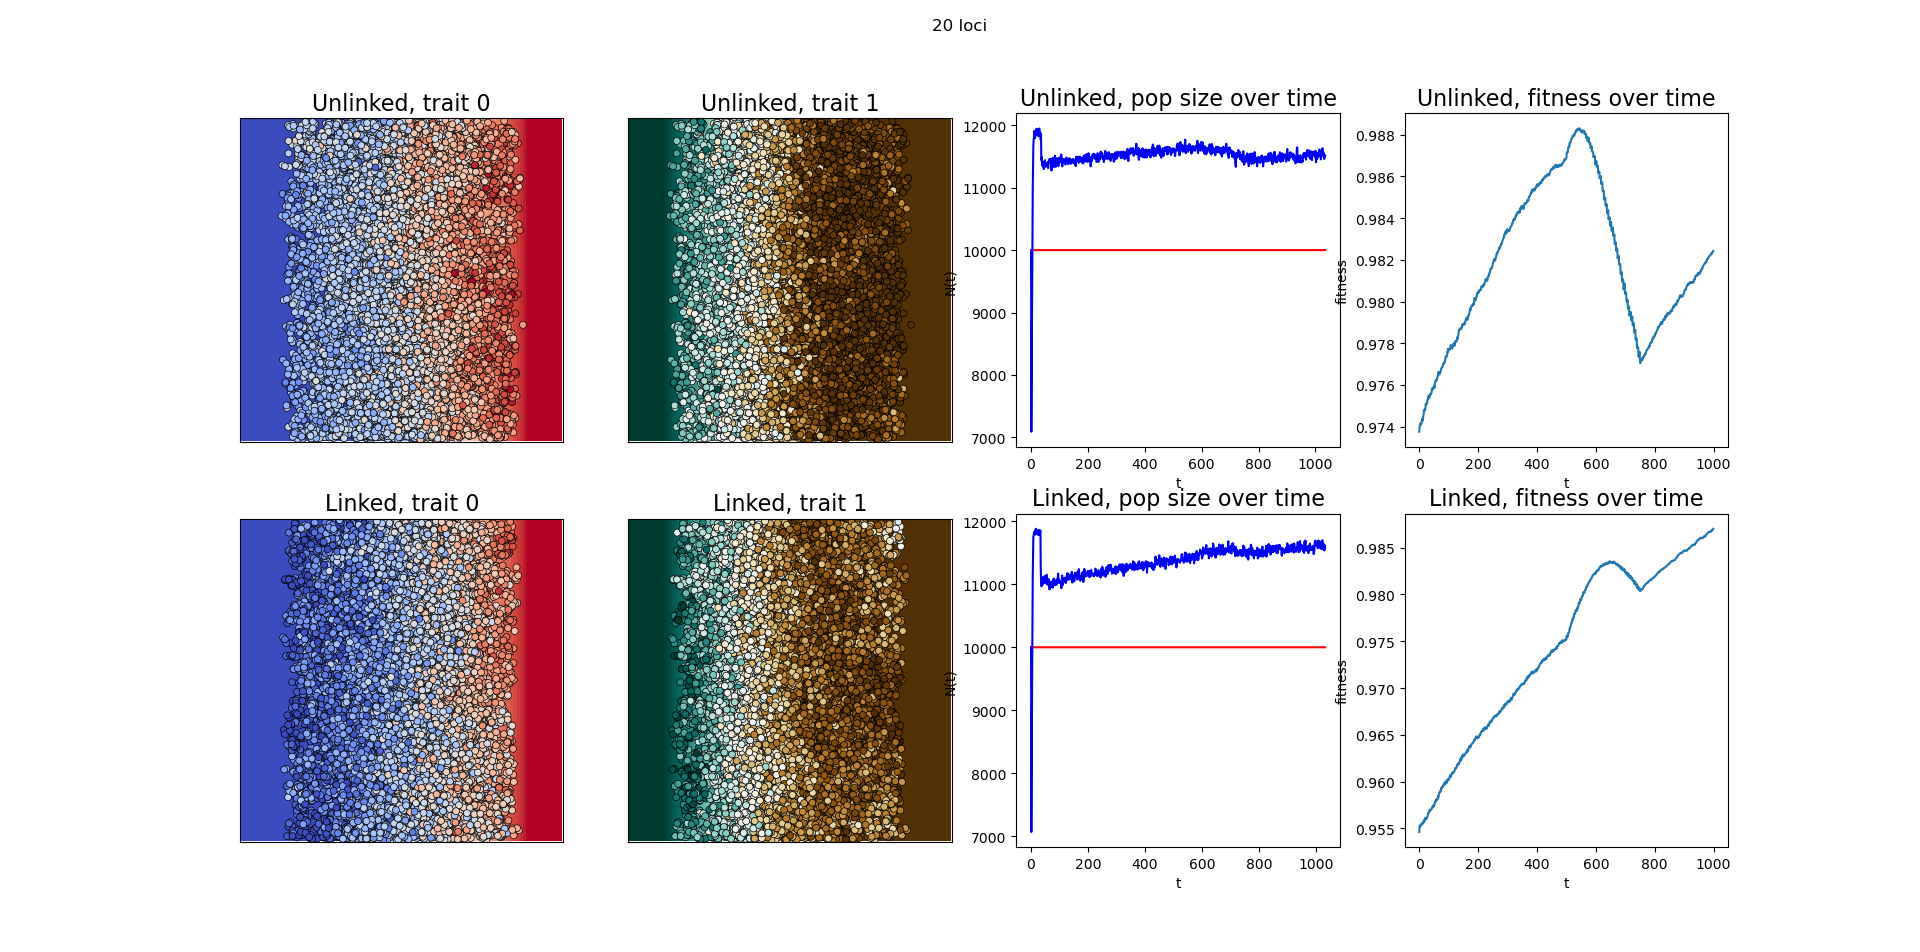 20 loci
Unlinked, trait 0
Unlinked, trait 1
Unlinked, pop size over time
12000
11000
10000
9000
8000
7000
N(t)
0 200 400 600 800 1000
t
Unlinked, fitness over time
0.988
0.986
0.984
0.982
0.980
0.978
0.976
0.974
fitness
0 200 400 600 800 1000
t
Linked, trait 0
Linked, trait 1
Linked, pop size over time
12000
11000
10000
9000
8000
7000
N(t)
0 200 400 600 800 1000
t
Linked, fitness over time
0.985
0.980
0.975
0.970
0.965
0.960
0.955
fitness
0 200 400 600 800 1000
t